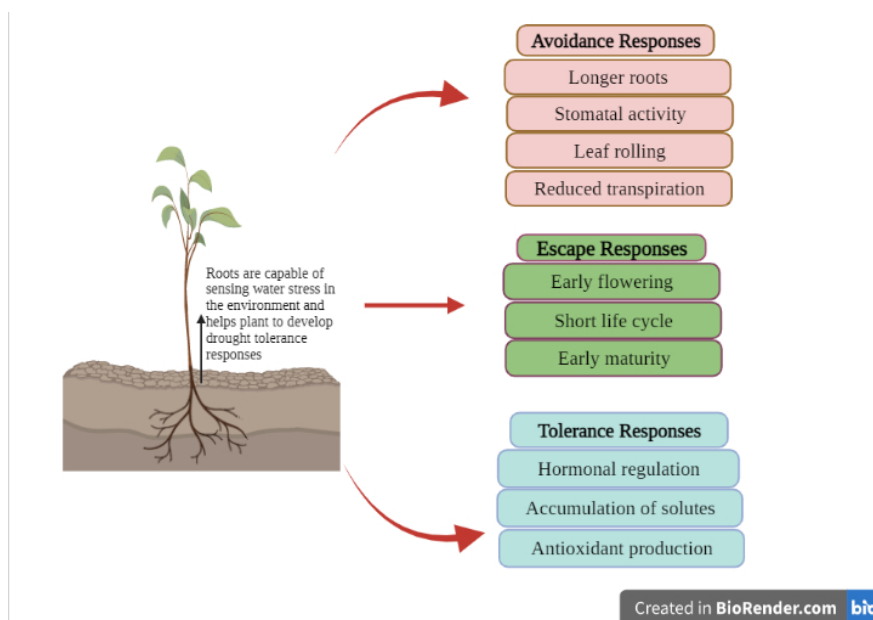 Avoidance Responses
Longer roots
Stomatal activity
Leaf rolling
Reduced transpiration
Roots are capable of
sensing water stress in
the environment and
helps plant to develop
drought tolerance
responses
Escape Responses
Early flowering
Short life cycle
Early maturity
Tolerance Responses
Hormonal regulation
Accumulation of solutes
Antioxidant production
Created in BioRender.com